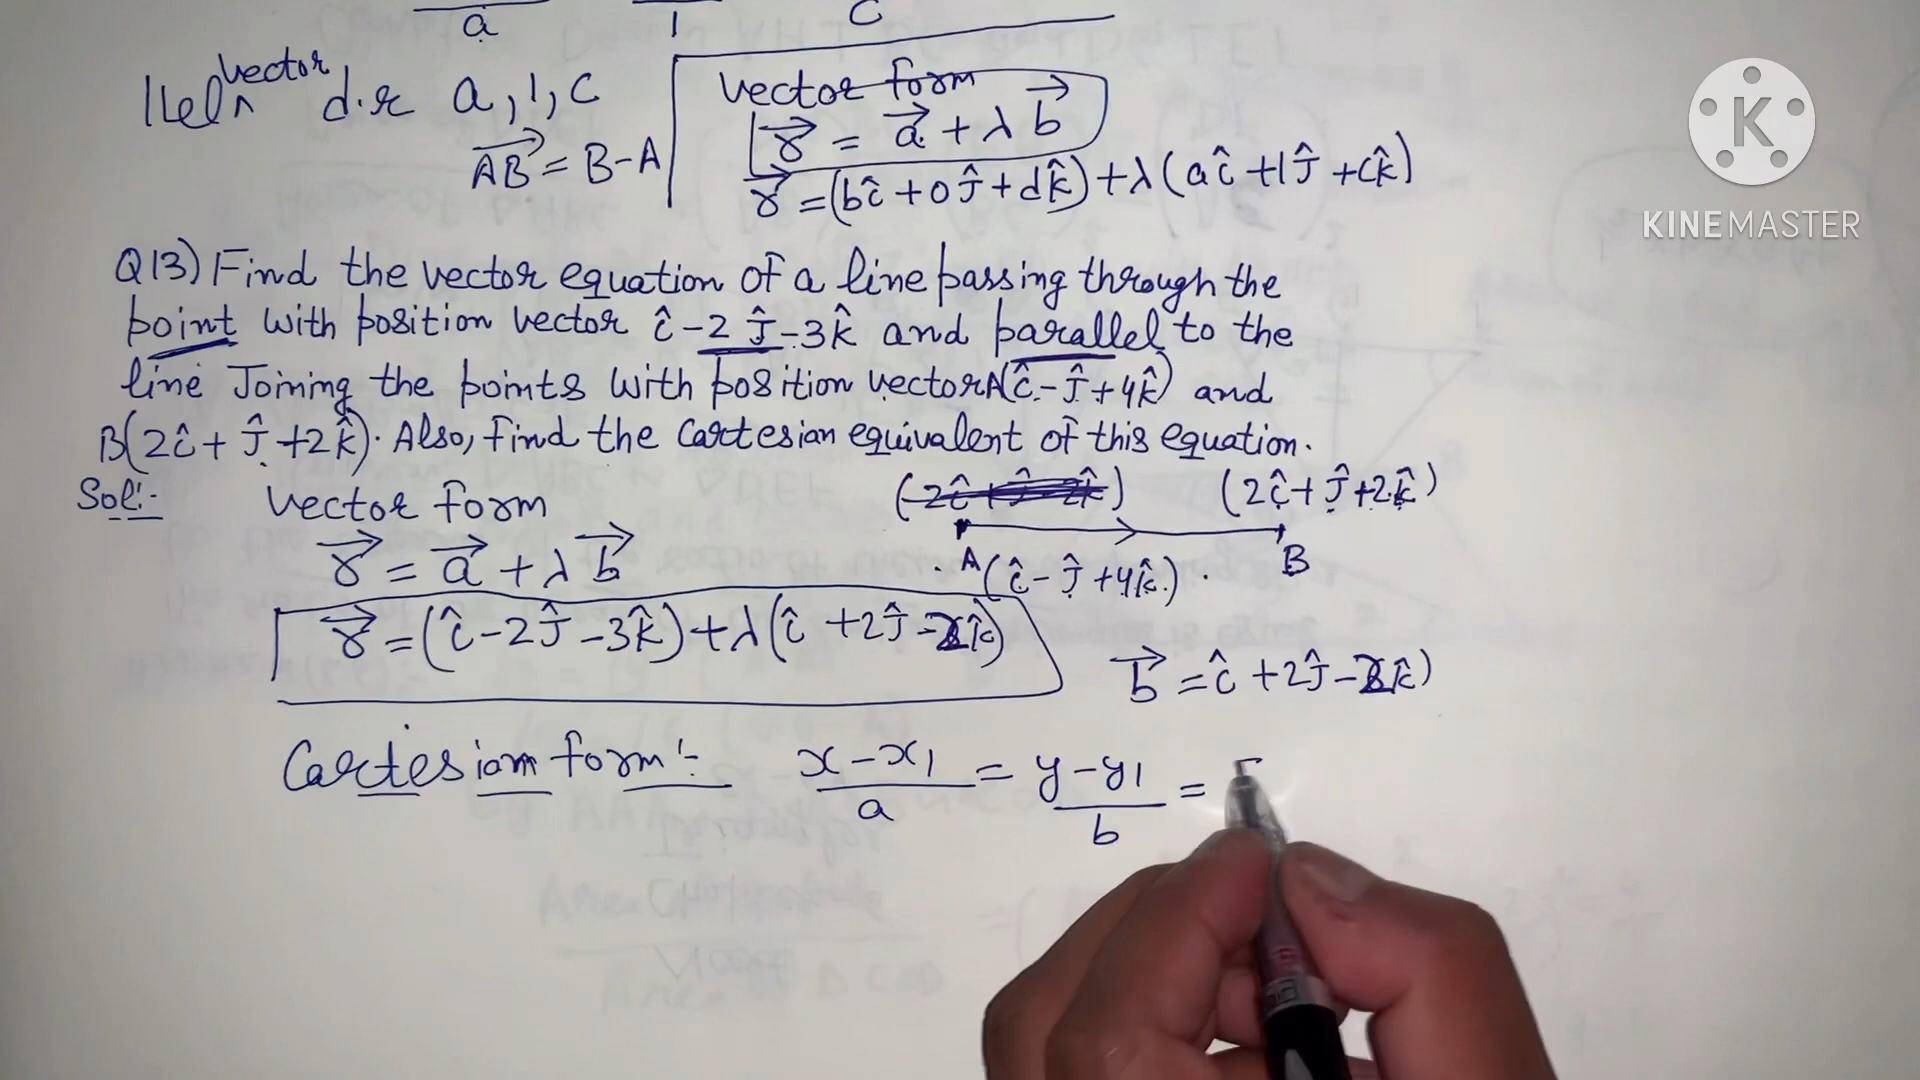 a 1 C
llel vector d.r a, 1, C
AB→ = B-A
vector form
r→ = a→ + λ b→
r→ = (bî + 0ĵ + dk̂) + λ(aî + 1ĵ + ck̂)
K
KINEMASTER
Q13) Find the vector equation of a line passing through the
point with position vector î - 2ĵ - 3k̂ and parallel to the
line Joining the points with position vector A(î - ĵ + 4k̂) and
B(2î + ĵ + 2k̂). Also, find the cartesian equivalent of this equation.
Sol:- vector form
(2î + ĵ + 2k̂)
r→ = a→ + λ b→
A(î - ĵ + 4k̂). B
r→ = (î - 2ĵ - 3k̂) + λ(î + 2ĵ - 2k̂)
b→ = î + 2ĵ - 2k̂)
Cartesian form:- x - x1 / a = y - y1 / b =